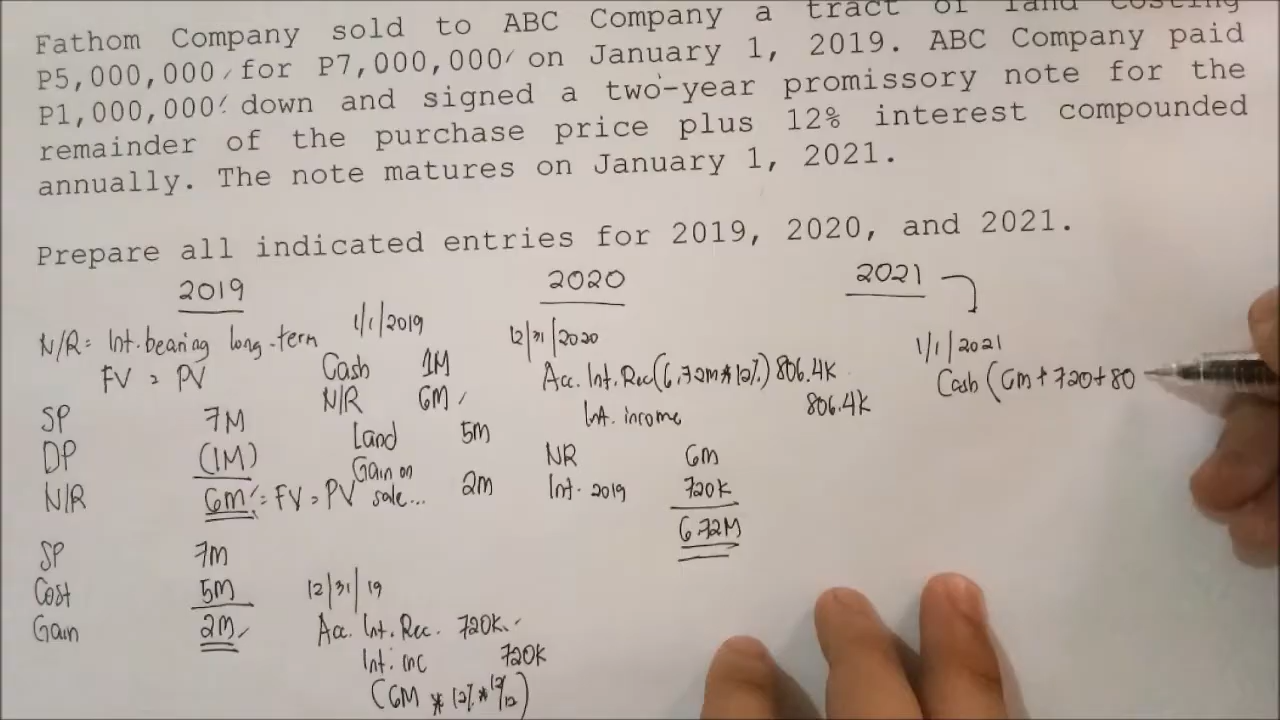 Fathom Company sold to ABC Company a tract of land costing
P5,000,000 for P7,000,000 on January 1, 2019. ABC Company paid
P1,000,000 down and signed a two-year promissory note for the
remainder of the purchase price plus 12% interest compounded
annually. The note matures on January 1, 2021.
Prepare all indicated entries for 2019, 2020, and 2021.
2019
N/R = Int. bearing long-term
FV = PV
SP 7M
DP (1M)
N/R 6M = FV = PV
SP 7M
Cost 5M
Gain 2M
1/1/2019
Cash 1M
N/R 6M
Land 5M
Gain on
sale... 2M
12/31/19
Acc. Int. Rec. 720K
Int. inc 720K
(6M * 12% * 12/12)
2020
12/31/2020
Acc. Int. Rec (6.72M * 12%) 806.4K
Int. income 806.4K
NR 6M
Int. 2019 720K
6.72M
2021
1/1/2021
Cash (6M + 720 + 80